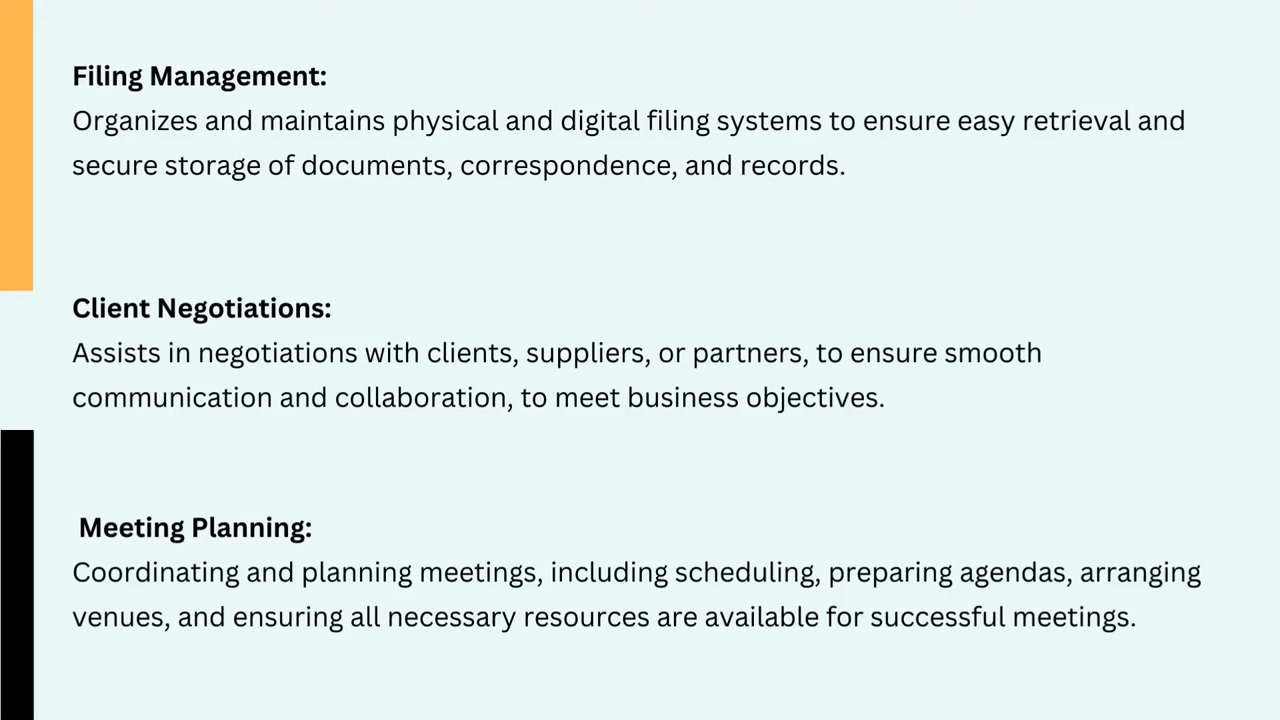 Filing Management:
Organizes and maintains physical and digital filing systems to ensure easy retrieval and
secure storage of documents, correspondence, and records.
Client Negotiations:
Assists in negotiations with clients, suppliers, or partners, to ensure smooth
communication and collaboration, to meet business objectives.
Meeting Planning:
Coordinating and planning meetings, including scheduling, preparing agendas, arranging
venues, and ensuring all necessary resources are available for successful meetings.